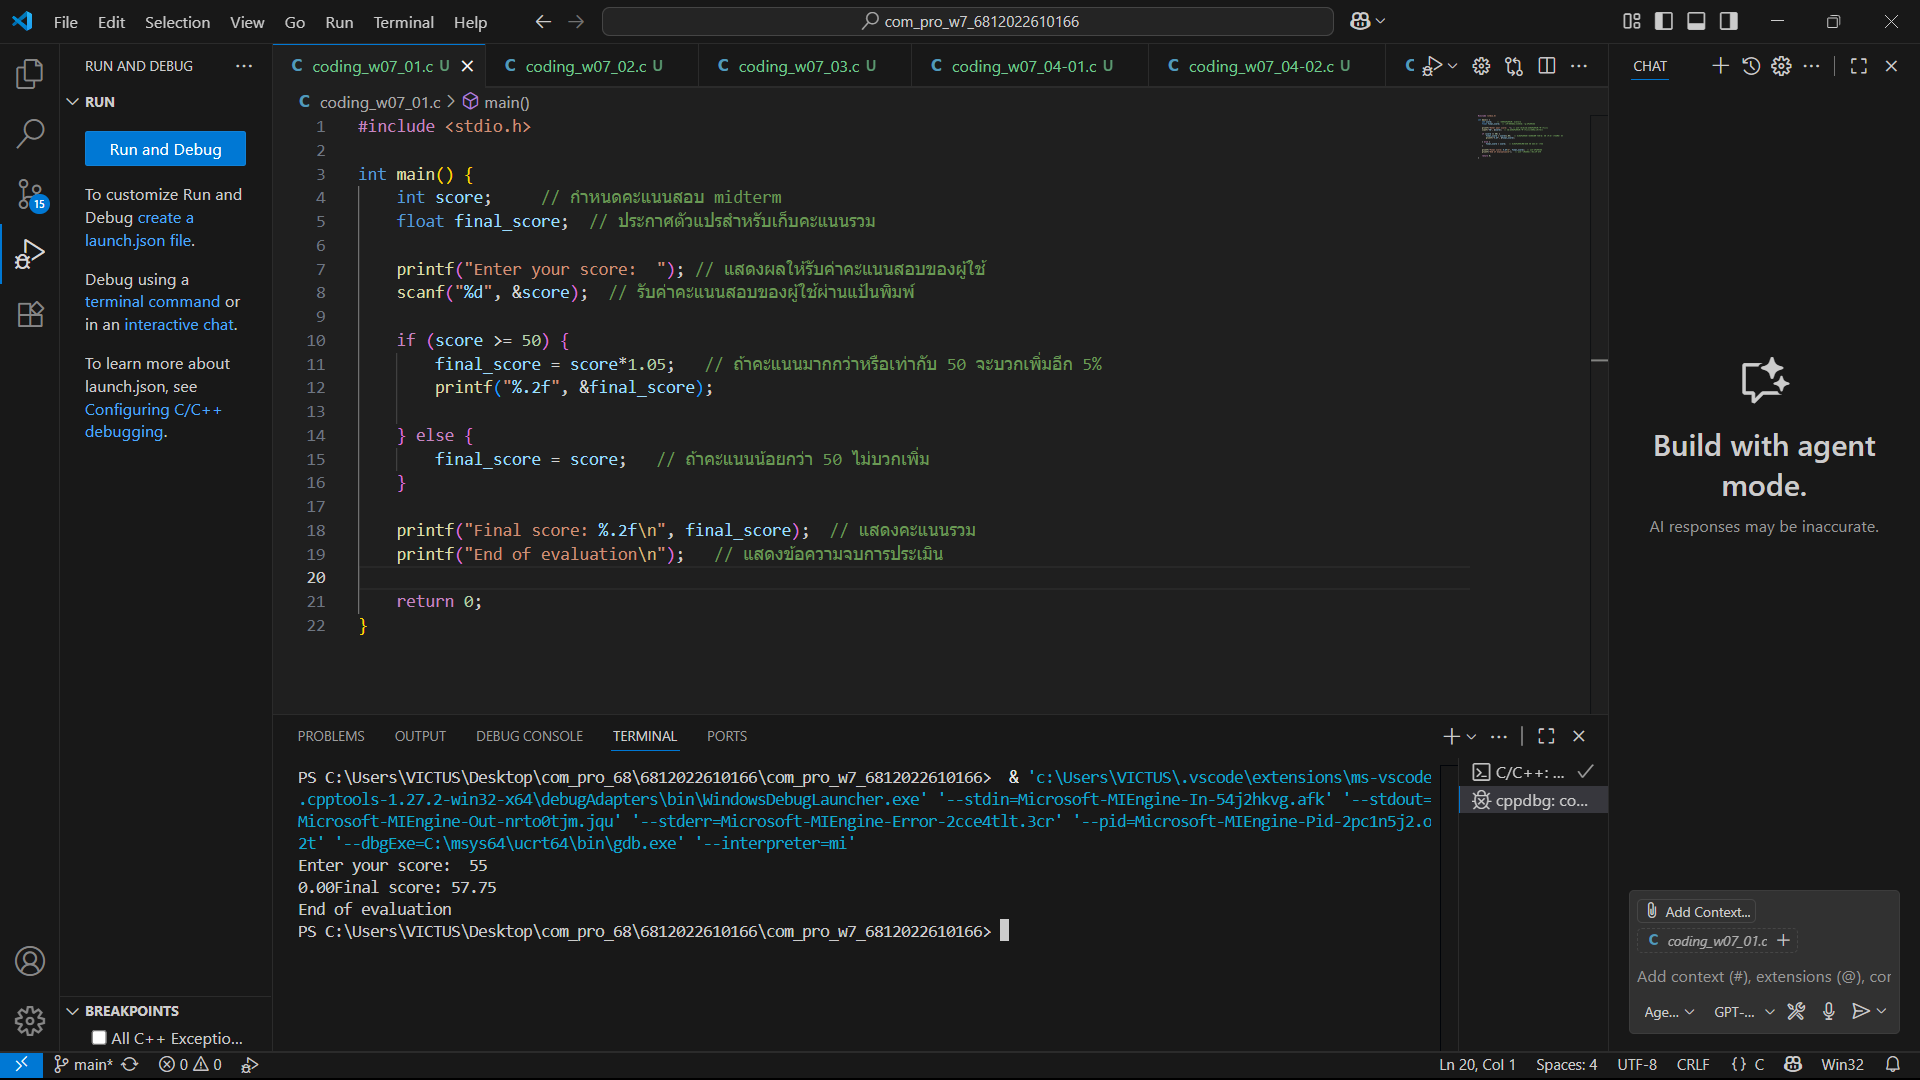 File Edit Selection View Go Run Terminal Help
com_pro_w7_6812022610166
RUN AND DEBUG
RUN
Run and Debug
To customize Run and
Debug create a
launch.json file.
Debug using a
terminal command or
in an interactive chat.
To learn more about
launch.json, see
Configuring C/C++
debugging.
15
BREAKPOINTS
All C++ Exceptio...
C coding_w07_01.c U
C coding_w07_02.c U
C coding_w07_03.c U
C coding_w07_04-01.c U
C coding_w07_04-02.c U
C
C coding_w07_01.c > main()
1 #include <stdio.h>
2
3 int main() {
4 int score; // กำหนดคะแนนสอบ midterm
5 float final_score; // ประกาศตัวแปรสำหรับเก็บคะแนนรวม
6
7 printf("Enter your score:  "); // แสดงผลให้รับค่าคะแนนสอบของผู้ใช้
8 scanf("%d", &score); // รับค่าคะแนนสอบของผู้ใช้ผ่านแป้นพิมพ์
9
10 if (score >= 50) {
11 final_score = score*1.05; // ถ้าคะแนนมากกว่าหรือเท่ากับ 50 จะบวกเพิ่มอีก 5%
12 printf("%.2f", &final_score);
13
14 } else {
15 final_score = score; // ถ้าคะแนนน้อยกว่า 50 ไม่บวกเพิ่ม
16 }
17
18 printf("Final score: %.2f\n", final_score); // แสดงคะแนนรวม
19 printf("End of evaluation\n"); // แสดงข้อความจบการประเมิน
20
21 return 0;
22 }
PROBLEMS OUTPUT DEBUG CONSOLE TERMINAL PORTS
PS C:\Users\VICTUS\Desktop\com_pro_68\6812022610166\com_pro_w7_6812022610166>  & 'c:\Users\VICTUS\.vscode\extensions\ms-vscode
.cpptools-1.27.2-win32-x64\debugAdapters\bin\WindowsDebugLauncher.exe' '--stdin=Microsoft-MIEngine-In-54j2hkvg.afk' '--stdout=
Microsoft-MIEngine-Out-nrto0tjm.jqu' '--stderr=Microsoft-MIEngine-Error-2cce4tlt.3cr' '--pid=Microsoft-MIEngine-Pid-2pc1n5j2.o
2t' '--dbgExe=C:\msys64\ucrt64\bin\gdb.exe' '--interpreter=mi'
Enter your score:  55
0.00Final score: 57.75
End of evaluation
PS C:\Users\VICTUS\Desktop\com_pro_68\6812022610166\com_pro_w7_6812022610166>
C/C++: ...
cppdbg: co...
CHAT
Build with agent
mode.
AI responses may be inaccurate.
Add Context...
C coding_w07_01.c +
Add context (#), extensions (@), cor
Age... GPT-...
main* 0 0
Ln 20, Col 1 Spaces: 4 UTF-8 CRLF {} C Win32